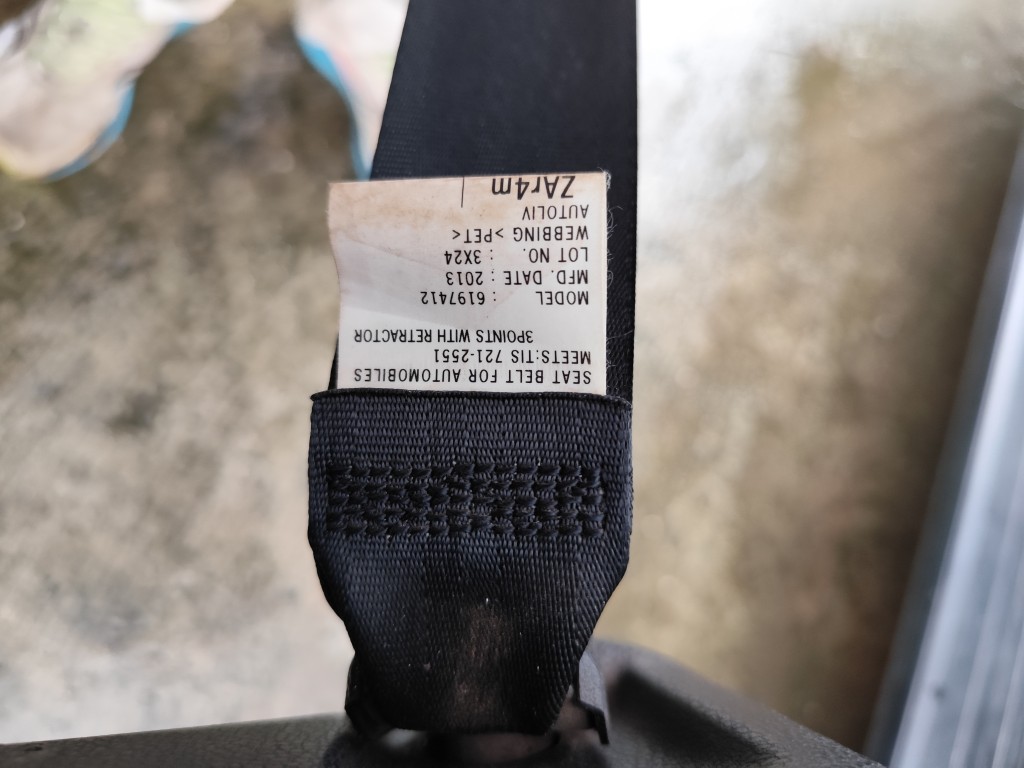 SEAT BELT FOR AUTOMOBILES
MEETS:TIS 721-2551
3POINTS WITH RETRACTOR
MODEL : 6197412
MFD. DATE : 2013
LOT NO. : 3X24
WEBBING >PET<
AUTOLIV
ZAr4m